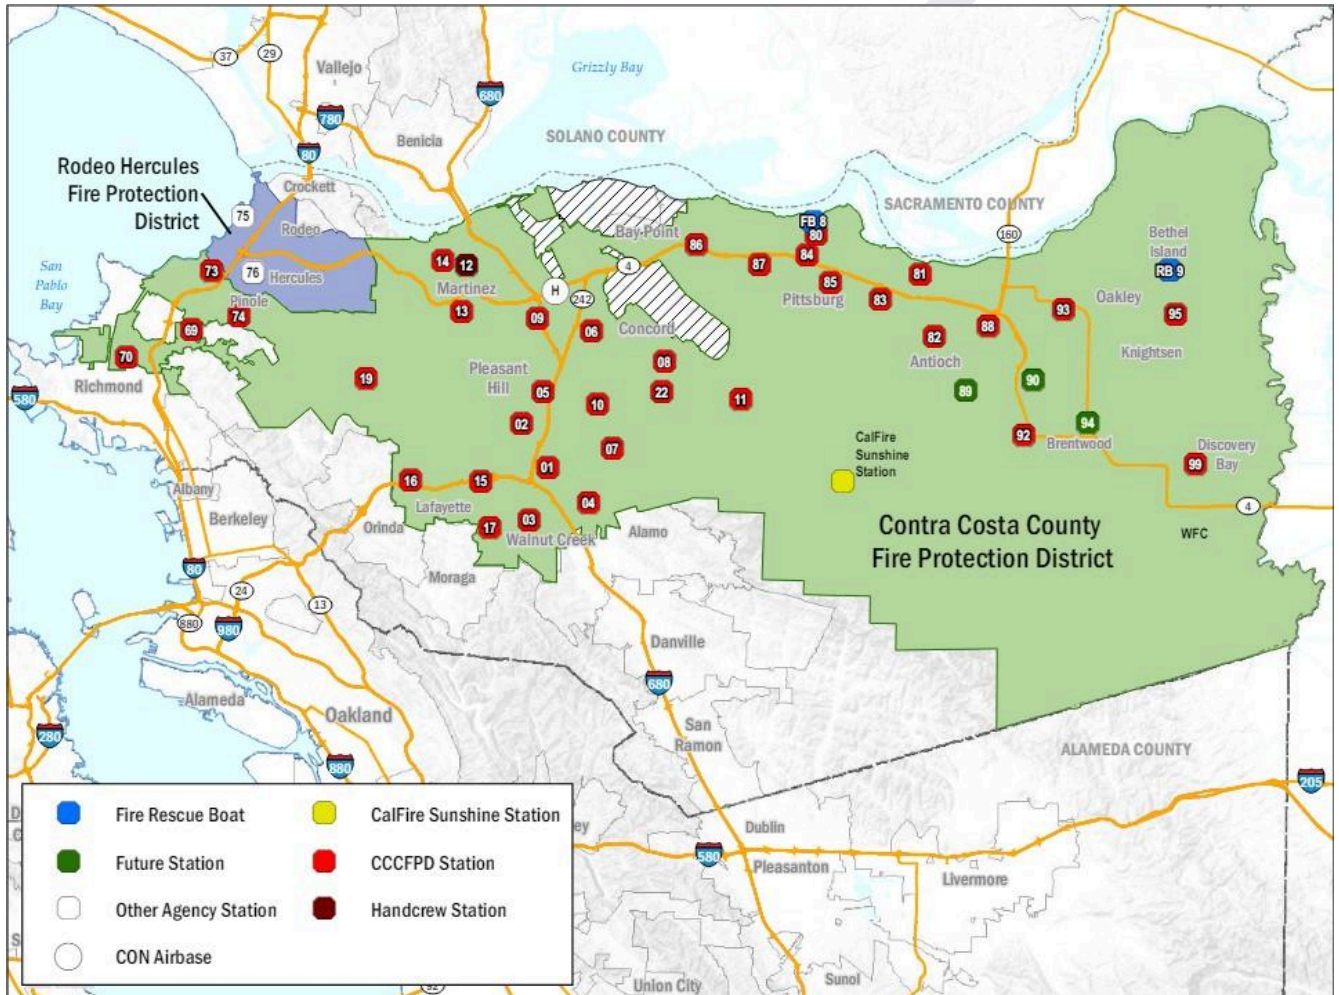 37
29
Vallejo
680
Grizzly Bay
780
Benicia
SOLANO COUNTY
80
Rodeo Hercules
Fire Protection
District
Crockett
75
Rodeo
SACRAMENTO COUNTY
FB 8
80
Bay Point
160
Bethel
Island
RB 9
San
Pablo
Bay
73
76
Hercules
14
12
Martinez
H
4
242
86
87
84
85
Pittsburg
83
81
Oakley
93
95
Pinole
74
69
70
13
09
06
Concord
08
82
88
Antioch
Knightsen
Richmond
580
19
Pleasant
Hill
05
10
22
11
89
90
02
07
92
94
Brentwood
CalFire
Sunshine
Station
Discovery
Bay
99
16
15
01
Albany
Lafayette
04
4
Berkeley
Orinda
17
03
Walnut Creek
Alamo
Contra Costa County
Fire Protection District
WFC
80
Moraga
24
13
880
980
Danville
680
Alameda
Oakland
280
San
Ramon
880
ALAMEDA COUNTY
205
Fire Rescue Boat
CalFire Sunshine Station
Future Station
CCCFPD Station
Other Agency Station
Handcrew Station
CON Airbase
ey
Dublin
580
Pleasanton
Livermore
92
Union City
Sunol